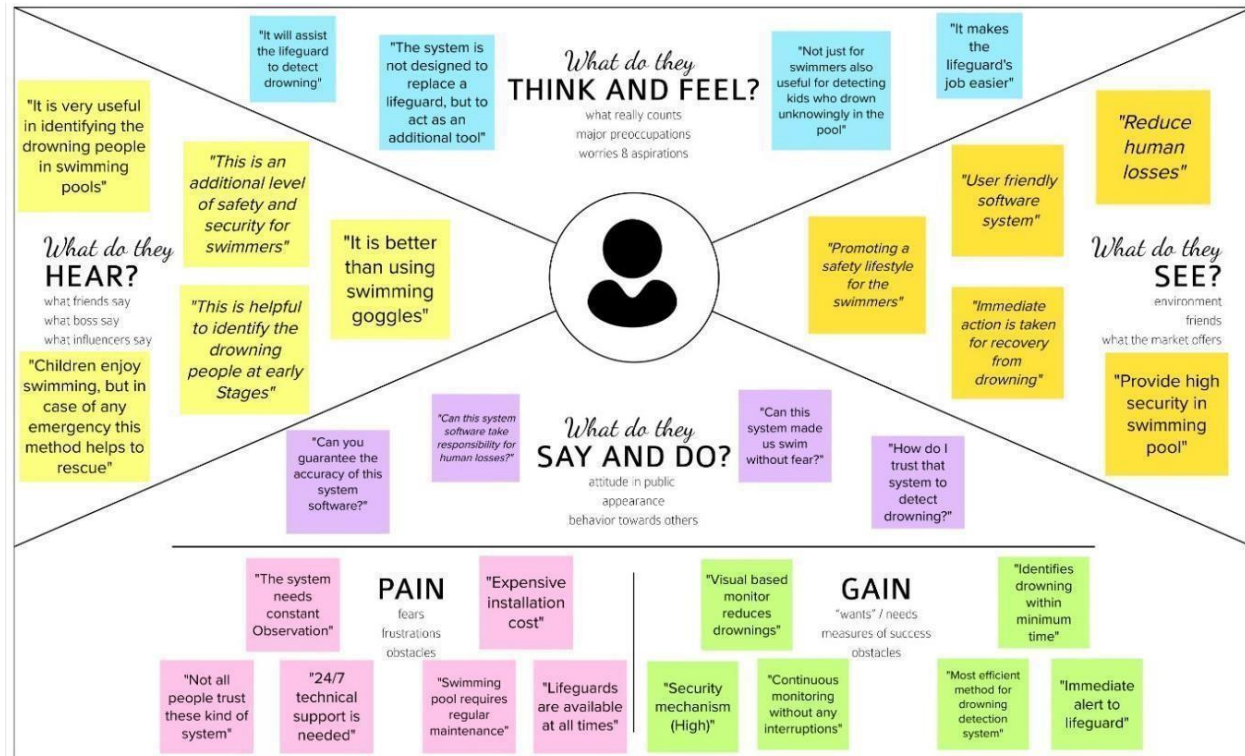 What do they
THINK AND FEEL?
what really counts
major preoccupations
worries & aspirations
"It will assist
the lifeguard
to detect
drowning"
"The system is
not designed to
replace a
lifeguard, but to
act as an
additional tool"
"Not just for
swimmers also
useful for detecting
kids who drown
unknowingly in the
pool"
"It makes
the
lifeguard's
job easier"
What do they
HEAR?
what friends say
what boss say
what influencers say
"It is very useful
in identifying the
drowning people
in swimming
pools"
"This is an
additional level
of safety and
security for
swimmers"
"It is better
than using
swimming
goggles"
"This is helpful
to identify the
drowning
people at early
Stages"
"Children enjoy
swimming, but in
case of any
emergency this
method helps to
rescue"
What do they
SEE?
environment
friends
what the market offers
"Reduce
human
losses"
"User friendly
software
system"
"Promoting a
safety lifestyle
for the
swimmers"
"Immediate
action is taken
for recovery
from
drowning"
"Provide high
security in
swimming
pool"
What do they
SAY AND DO?
attitude in public
appearance
behavior towards others
"Can you
guarantee the
accuracy of this
system
software?"
"Can this system
software take
responsibility for
human losses?"
"Can this
system made
us swim
without fear?"
"How do I
trust that
system to
detect
drowning?"
PAIN
fears
frustrations
obstacles
"The system
needs
constant
Observation"
"Expensive
installation
cost"
"Not all
people trust
these kind of
system"
"24/7
technical
support is
needed"
"Swimming
pool requires
regular
maintenance"
"Lifeguards
are available
at all times"
GAIN
"wants" / needs
measures of success
obstacles
"Visual based
monitor
reduces
drownings"
"Identifies
drowning
within
minimum
time"
"Security
mechanism
(High)"
"Continuous
monitoring
without any
interruptions"
"Most efficient
method for
drowning
detection
system"
"Immediate
alert to
lifeguard"